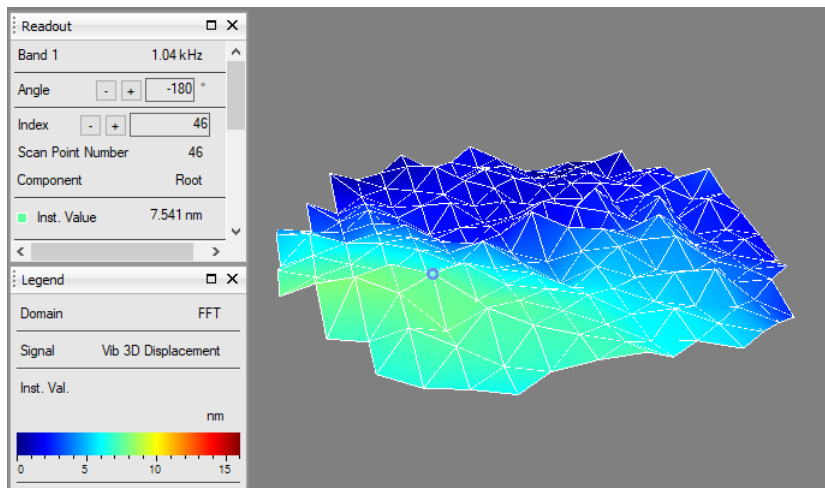 Readout
Band 1 1.04 kHz
Angle - + -180 °
Index - + 46
Scan Point Number 46
Component Root
Inst. Value 7.541 nm
Legend
Domain FFT
Signal Vib 3D Displacement
Inst. Val.
nm
0 5 10 15